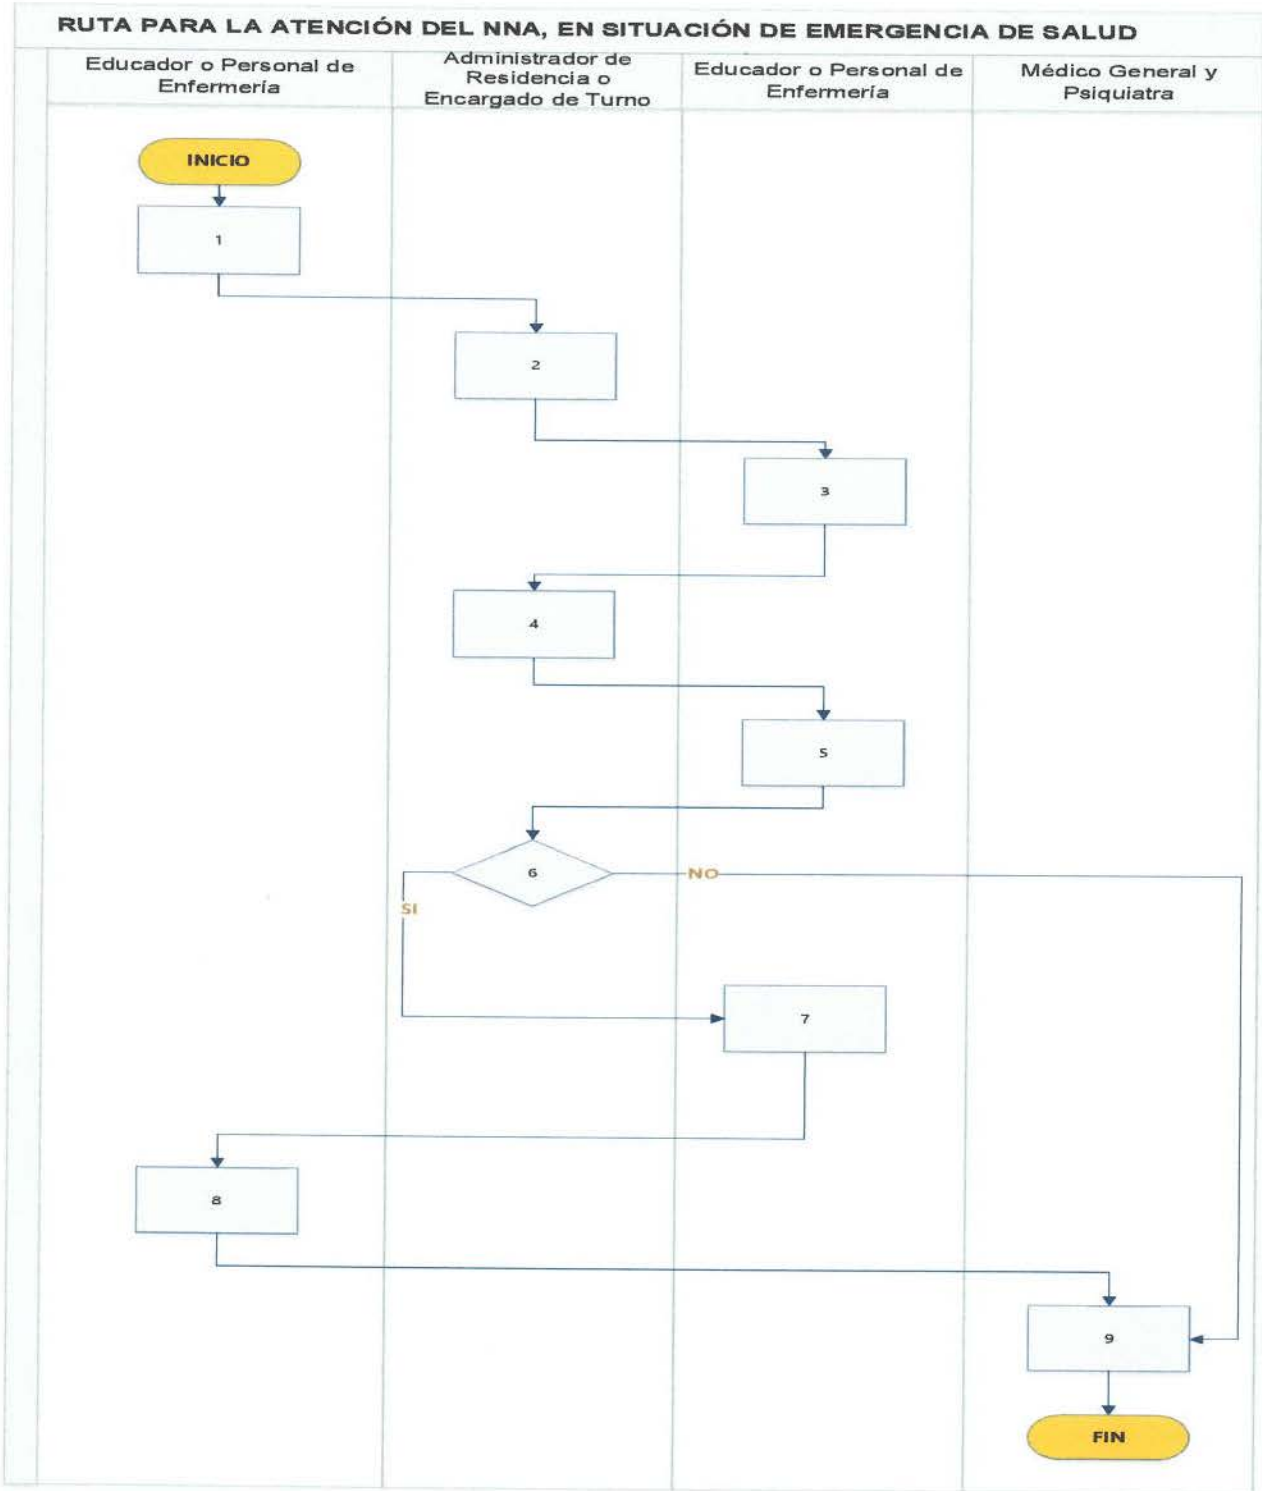 RUTA PARA LA ATENCIÓN DEL NNA, EN SITUACIÓN DE EMERGENCIA DE SALUD
Educador o Personal de
Enfermería
Administrador de
Residencia o
Encargado de Turno
Educador o Personal de
Enfermería
Médico General y
Psiquiatra
INICIO
1
2
3
4
5
6
NO
SI
7
8
9
FIN